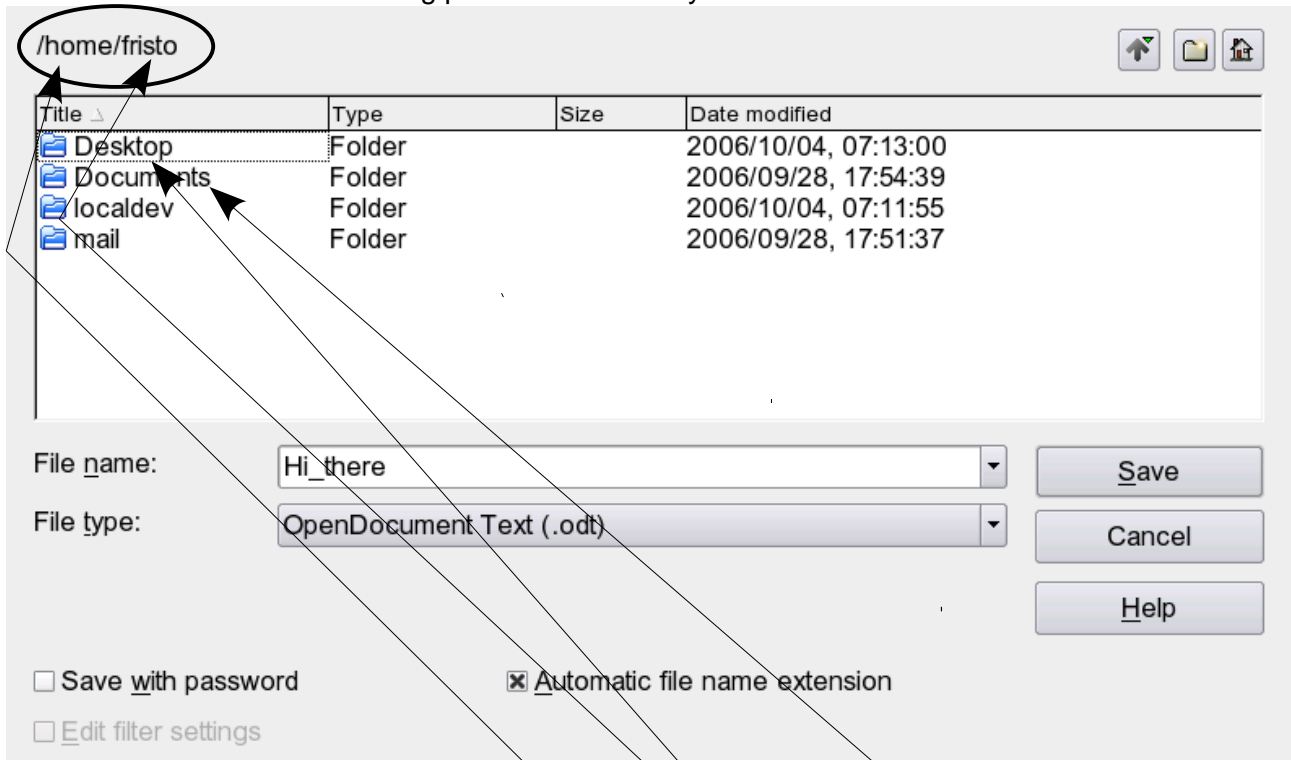 /home/fristo
Title Type Size Date modified
Desktop Folder 2006/10/04, 07:13:00
Documents Folder 2006/09/28, 17:54:39
localdev Folder 2006/10/04, 07:11:55
mail Folder 2006/09/28, 17:51:37
File name: Hi_there Save
File type: OpenDocument Text (.odt) Cancel
Help
Save with password Automatic file name extension
Edit filter settings